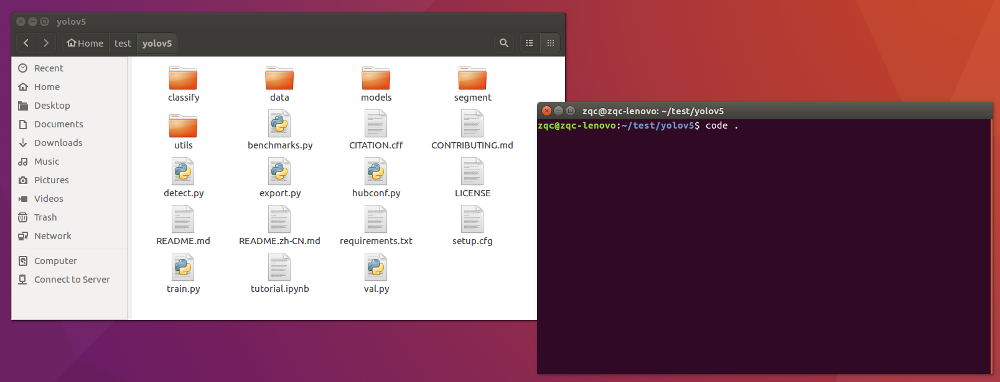 yolov5
Home test yolov5
Recent
Home
Desktop
Documents
Downloads
Music
Pictures
Videos
Trash
Network
Computer
Connect to Server
classify data models segment
utils benchmarks.py CITATION.cff CONTRIBUTING.md
detect.py export.py hubconf.py LICENSE
README.md README.zh-CN.md requirements.txt setup.cfg
train.py tutorial.ipynb val.py
zqc@zqc-lenovo: ~/test/yolov5
zqc@zqc-lenovo:~/test/yolov5$ code .